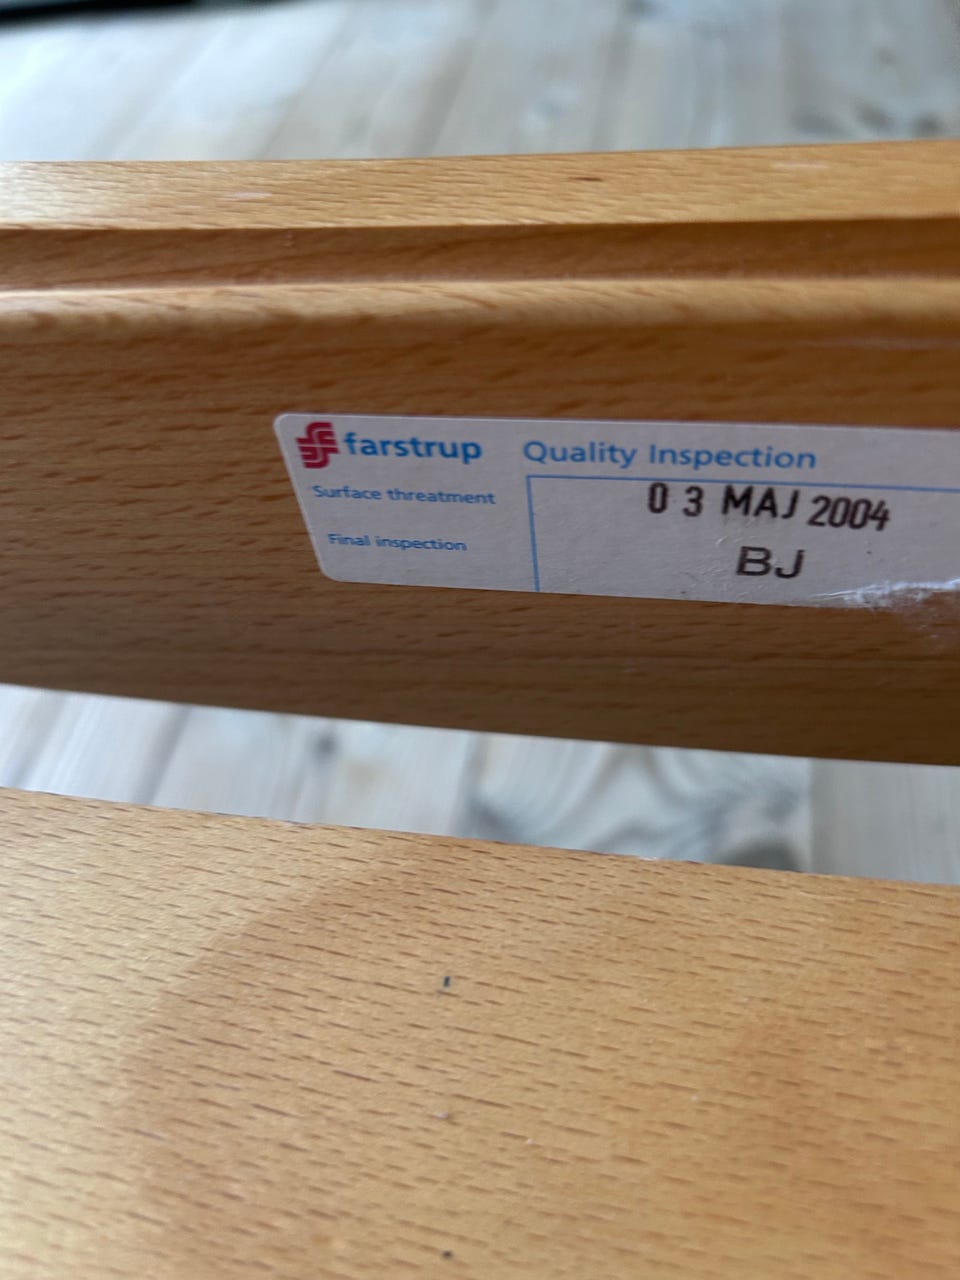 farstrup Quality Inspection
Surface threatment 0 3 MAJ 2004
Final inspection BJ